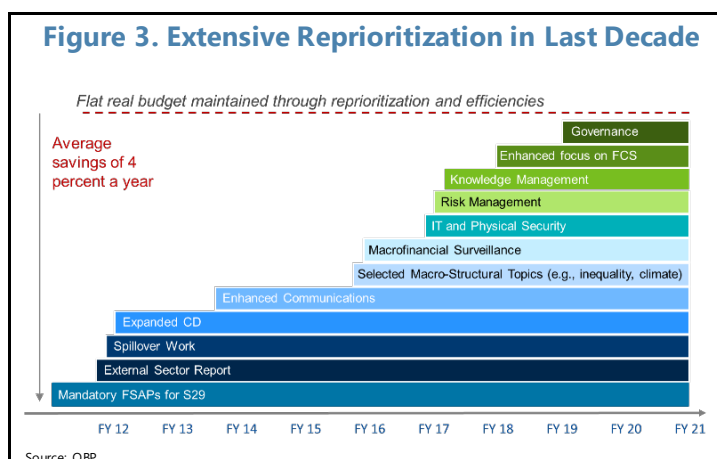 Figure 3. Extensive Reprioritization in Last Decade
Flat real budget maintained through reprioritization and efficiencies
Average
savings of 4
percent a year
Governance
Enhanced focus on FCS
Knowledge Management
Risk Management
IT and Physical Security
Macrofinancial Surveillance
Selected Macro-Structural Topics (e.g., inequality, climate)
Enhanced Communications
Expanded CD
Spillover Work
External Sector Report
Mandatory FSAPs for S29
FY 12 FY 13 FY 14 FY 15 FY 16 FY 17 FY 18 FY 19 FY 20 FY 21
Source: OBP